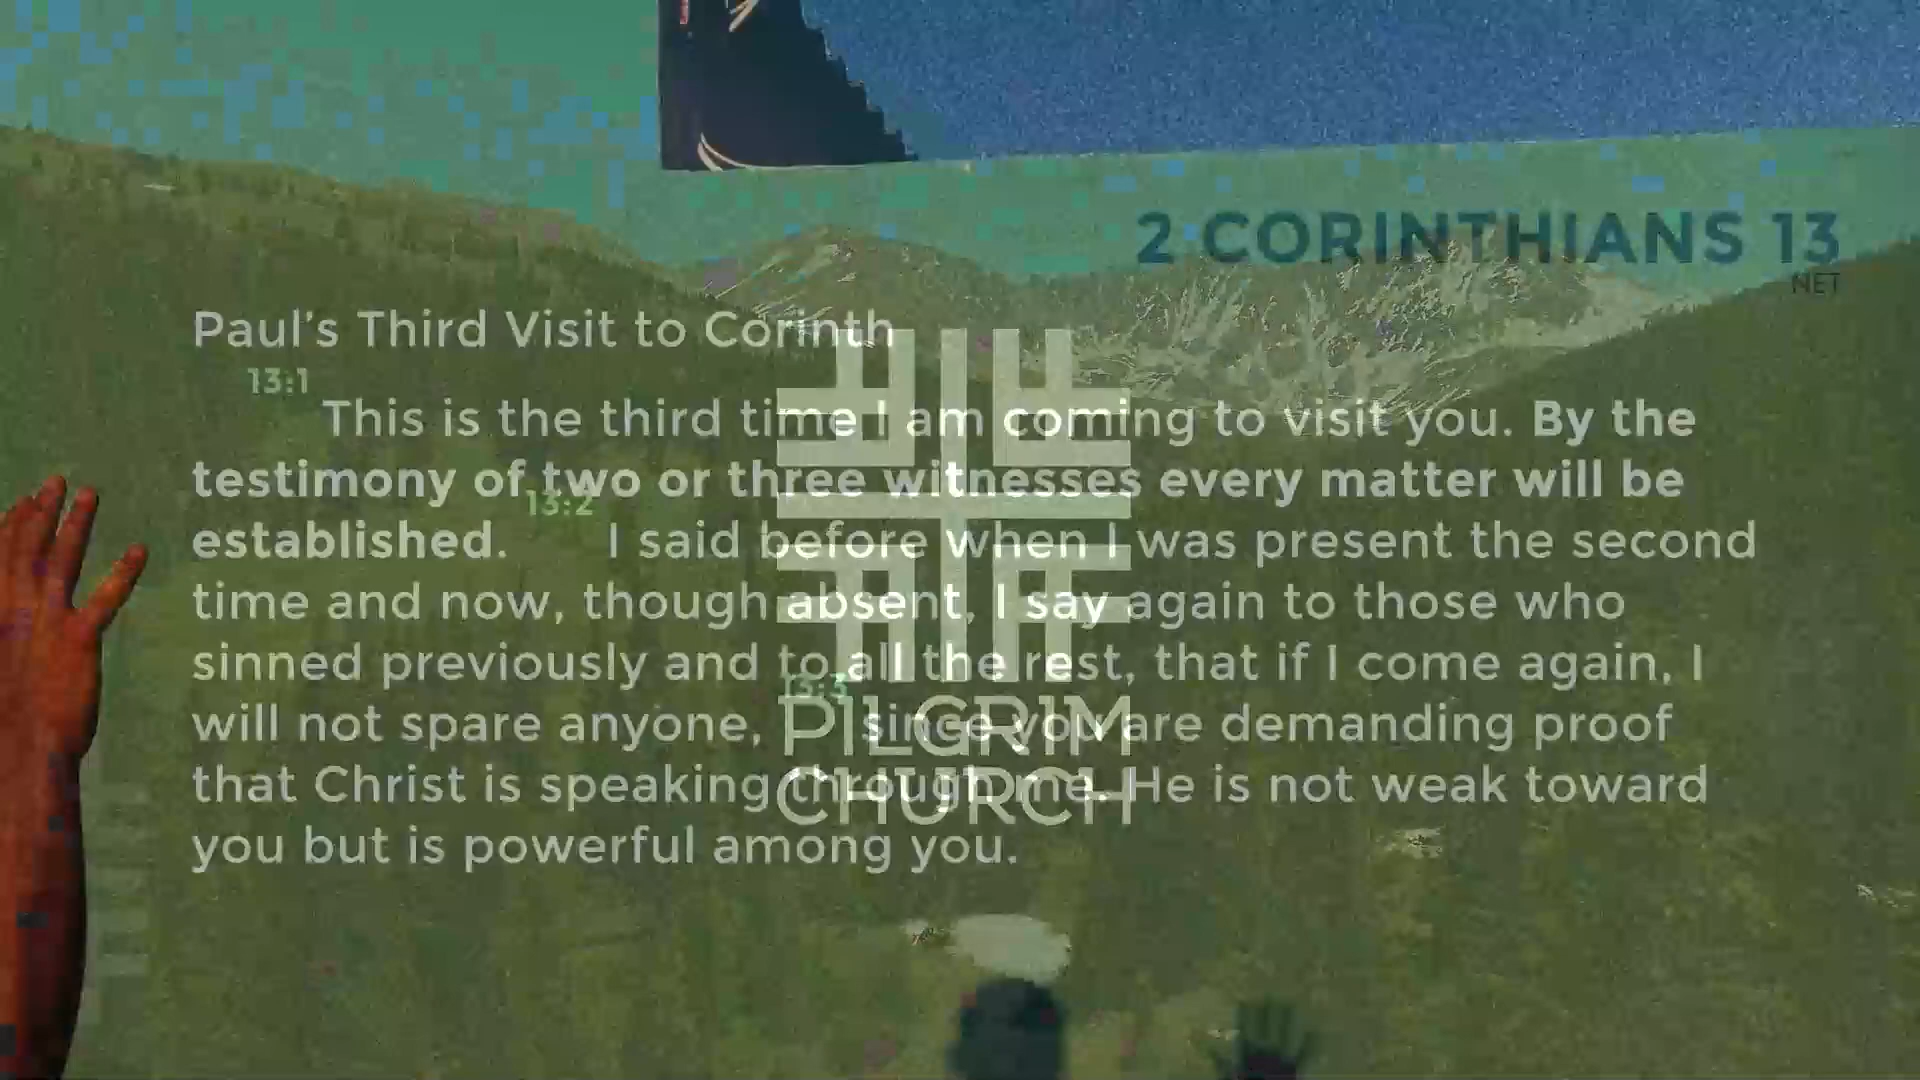 2 CORINTHIANS 13
NET
Paul’s Third Visit to Corinth
13:1
This is the third time I am coming to visit you. By the
testimony of two or three witnesses every matter will be
13:2
established. I said before when I was present the second
time and now, though absent, I say again to those who
sinned previously and to all the rest, that if I come again, I
13:3
will not spare anyone, since you are demanding proof
that Christ is speaking through me. He is not weak toward
you but is powerful among you.
PILGRIM
CHURCH